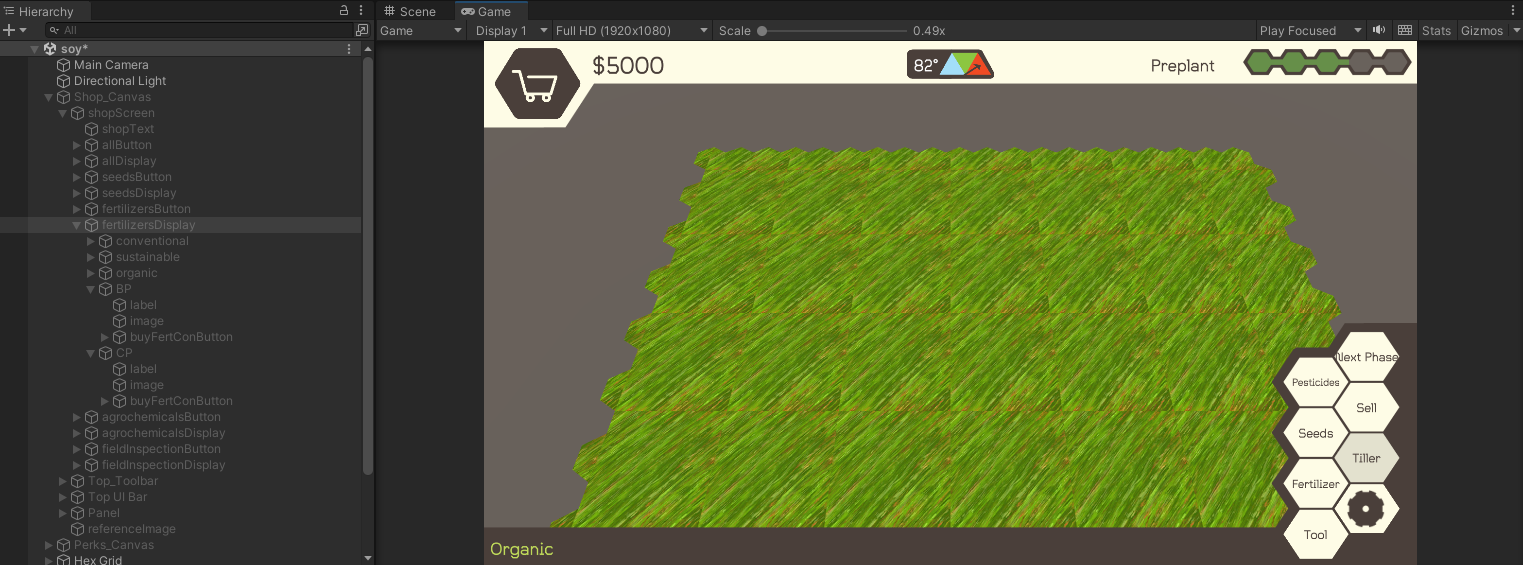 Hierarchy
All
soy*
Main Camera
Directional Light
Shop_Canvas
shopScreen
shopText
allButton
allDisplay
seedsButton
seedsDisplay
fertilizersButton
fertilizersDisplay
conventional
sustainable
organic
BP
label
image
buyFertConButton
CP
label
image
buyFertConButton
agrochemicalsButton
agrochemicalsDisplay
fieldInspectionButton
fieldInspectionDisplay
Top_Toolbar
Top UI Bar
Panel
referenceImage
Perks_Canvas
Hex Grid
Scene Game
Game Display 1 Full HD (1920x1080) Scale 0.49x Play Focused Stats Gizmos
$5000 82° Preplant
Next Phase
Pesticides
Sell
Seeds
Tiller
Fertilizer
Tool
Organic